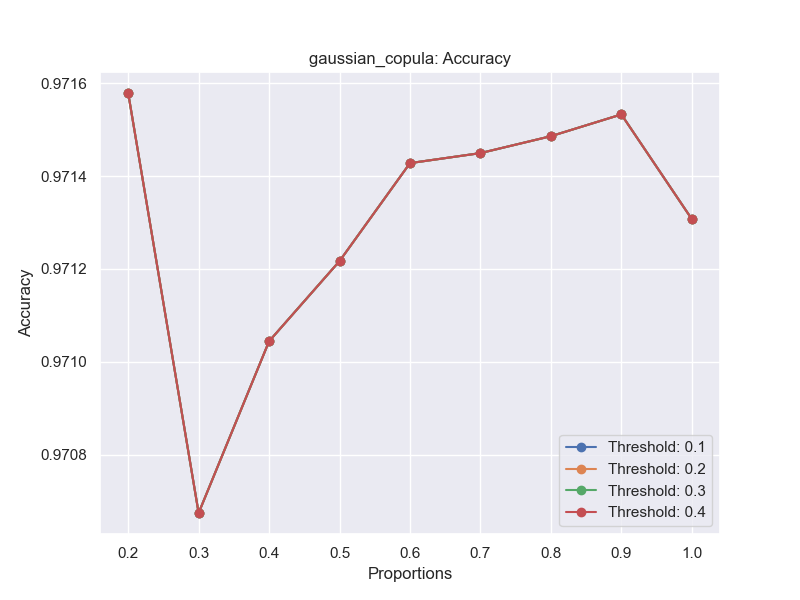 gaussian_copula: Accuracy
0.9716
0.9714
0.9712
0.9710
0.9708
Accuracy
0.2 0.3 0.4 0.5 0.6 0.7 0.8 0.9 1.0
Proportions
Threshold: 0.1
Threshold: 0.2
Threshold: 0.3
Threshold: 0.4